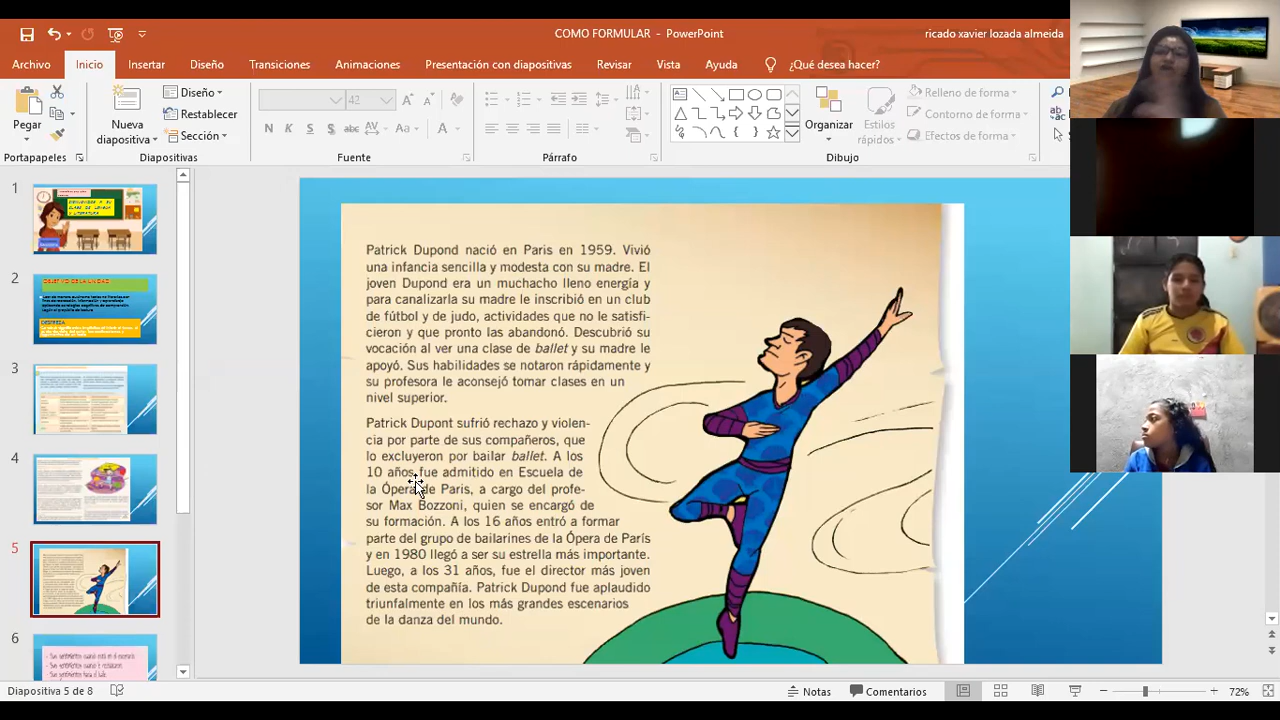 COMO FORMULAR - PowerPoint
ricado xavier lozada almeida
Archivo Inicio Insertar Diseño Transiciones Animaciones Presentación con diapositivas Revisar Vista Ayuda ¿Qué desea hacer?
Pegar
Nueva diapositiva
Diseño
Restablecer
Sección
42
N K S abc AV Aa A
Organizar
Estilos rápidos
Relleno de forma
Contorno de forma
Efectos de forma
Portapapeles Diapositivas Fuente Párrafo Dibujo
1
2
3
4
5
6
Patrick Dupond nació en Paris en 1959. Vivió
una infancia sencilla y modesta con su madre. El
joven Dupond era un muchacho lleno energía y
para canalizarla su madre le inscribió en un club
de fútbol y de judo, actividades que no le satisfi-
cieron y que pronto las abandonó. Descubrió su
vocación al ver una clase de ballet y su madre le
apoyó. Sus habilidades se notaron rápidamente y
su profesora le aconsejó tomar clases en un
nivel superior.
Patrick Dupont sufrió rechazo y violen-
cia por parte de sus compañeros, que
lo excluyeron por bailar ballet. A los
10 años fue admitido en Escuela de
la Ópera de Paris, a cargo del profe-
sor Max Bozzoni, quien se encargó de
su formación. A los 16 años entró a formar
parte del grupo de bailarines de la Ópera de París
y en 1980 llegó a ser su estrella más importante.
Luego, a los 31 años, fue el director más joven
de esta compañía. Patrick Dupond fue aplaudido
triunfalmente en los más grandes escenarios
de la danza del mundo.
Diapositiva 5 de 8
Notas
Comentarios
72%